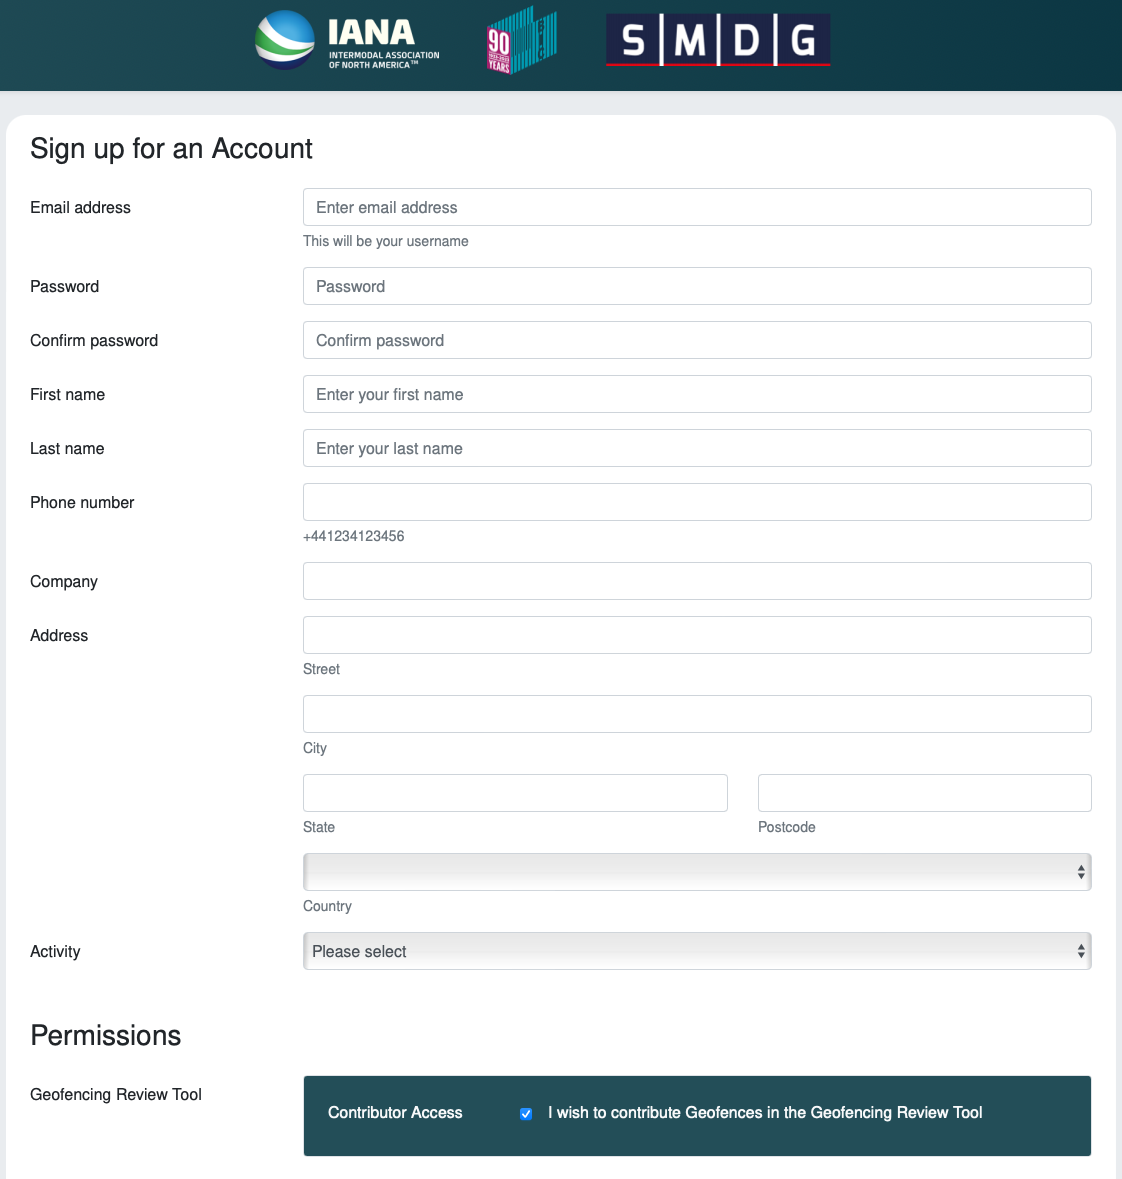 IANA
INTERMODAL ASSOCIATION
OF NORTH AMERICA™
90
YEARS
BIC
S M D G
Sign up for an Account
Email address
Enter email address
This will be your username
Password
Password
Confirm password
Confirm password
First name
Enter your first name
Last name
Enter your last name
Phone number
+441234123456
Company
Address
Street
City
State
Postcode
Country
Activity
Please select
Permissions
Geofencing Review Tool
Contributor Access
I wish to contribute Geofences in the Geofencing Review Tool